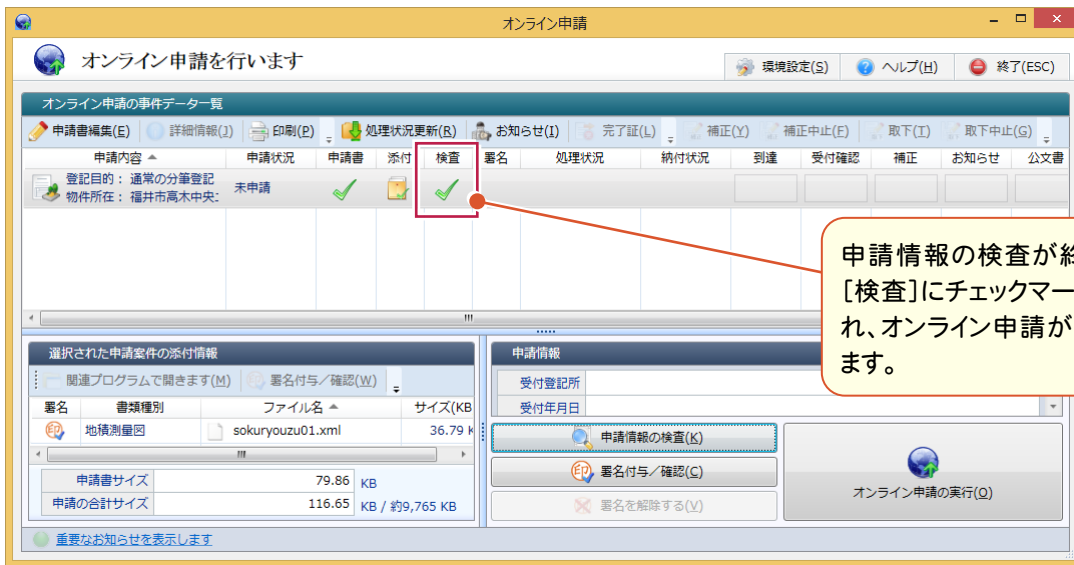 オンライン申請
オンライン申請を行います
環境設定(S) ヘルプ(H) 終了(ESC)
オンライン申請の事件データ一覧
申請書編集(E) 詳細情報(J) 印刷(P) 処理状況更新(R) お知らせ(I) 完了証(L) 補正(Y) 補正中止(F) 取下(T) 取下中止(G)
申請内容 申請状況 申請書 添付 検査 署名 処理状況 納付状況 到達 受付確認 補正 お知らせ 公文書
登記目的： 通常の分筆登記
物件所在： 福井市高木中央 未申請
申請情報の検査が終
[検査]にチェックマー
れ、オンライン申請が
ます。
選択された申請案件の添付情報
関連プログラムで開きます(M) 署名付与／確認(W)
署名 書類種別 ファイル名 サイズ(KB
印 地積測量図 sokuryouzu01.xml 36.79 K
申請書サイズ 79.86 KB
申請の合計サイズ 116.65 KB / 約9,765 KB
申請情報
受付登記所
受付年月日
申請情報の検査(K)
印 署名付与／確認(C)
署名を解除する(V)
オンライン申請の実行(O)
重要なお知らせを表示します